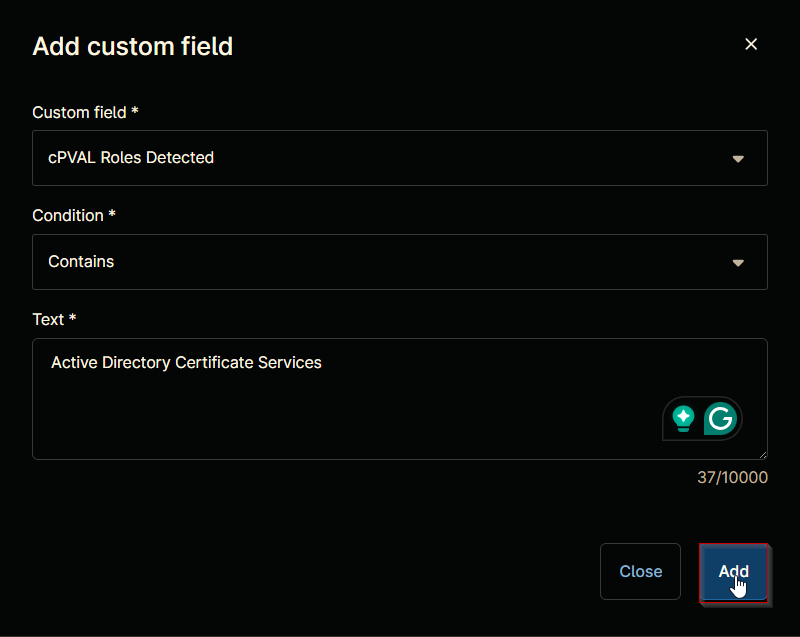 Add custom field
Custom field *
cPVAL Roles Detected
Condition *
Contains
Text *
Active Directory Certificate Services
37/10000
Close
Add